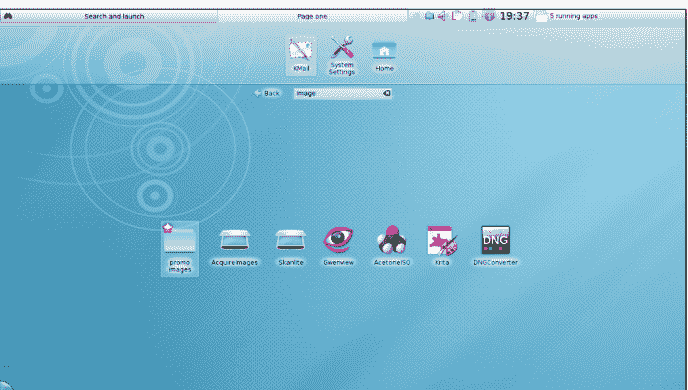 Search and launch
Page one
19:37
5 running apps
KMail
System
Settings
Home
Back
image
promo
images
AcquireImages
Skanlite
Gwenview
AcetoneISO
Krita
DNG
DNGConverter